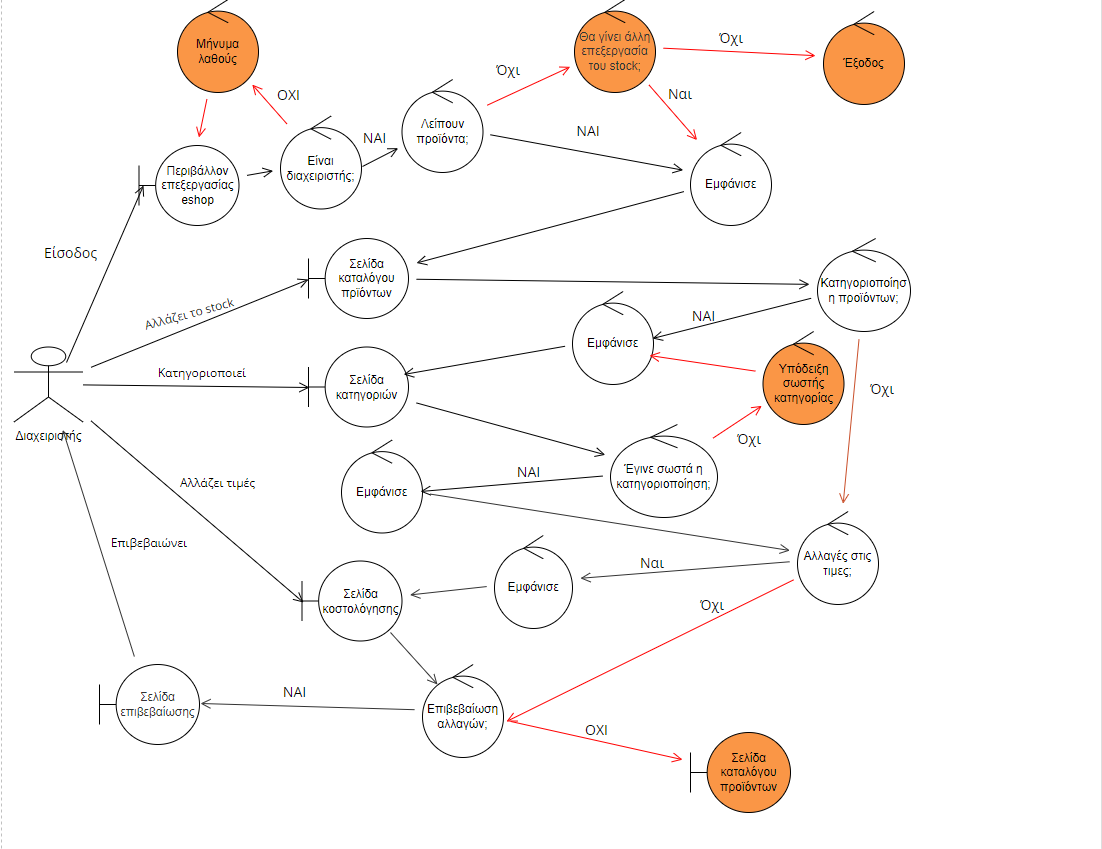 Μήνυμα
λαθούς
ΟΧΙ
Θα γίνει άλλη
επεξεργασία
του stock;
Όχι
Έξοδος
Όχι
Ναι
Λείπουν
προϊόντα;
ΝΑΙ
Είναι
διαχειριστής;
ΝΑΙ
Περιβάλλον
επεξεργασίας
eshop
Εμφάνισε
Είσοδος
Σελίδα
καταλόγου
πρϊόντων
Αλλάζει το stock
Κατηγοριοποίησ
η προϊόντων;
ΝΑΙ
Εμφάνισε
Υπόδειξη
σωστής
κατηγορίας
Όχι
Κατηγοριοποιεί
Σελίδα
κατηγοριών
Διαχειριστής
Όχι
Έγινε σωστά η
κατηγοριοποίηση;
ΝΑΙ
Εμφάνισε
Αλλάζει τιμές
Επιβεβαιώνει
Αλλαγές στις
τιμες;
Ναι
Εμφάνισε
Σελίδα
κοστολόγησης
Όχι
Σελίδα
επιβεβαίωσης
ΝΑΙ
Επιβεβαίωση
αλλαγών;
ΟΧΙ
Σελίδα
καταλόγου
προϊόντων